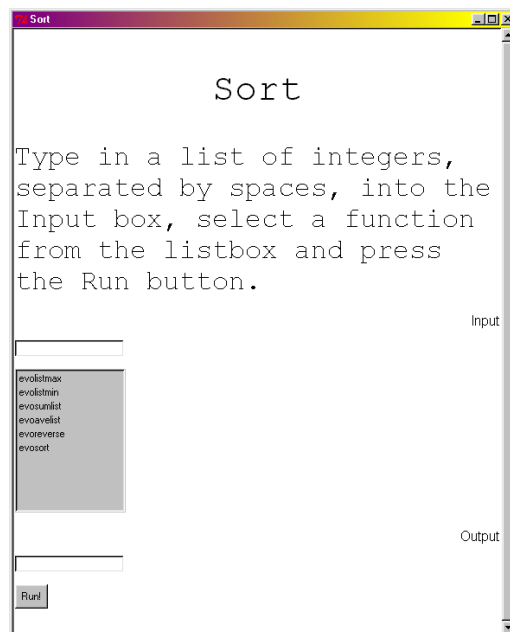 Sort
Sort
Type in a list of integers,
separated by spaces, into the
Input box, select a function
from the listbox and press
the Run button.
Input
evolistmax
evolistmin
evosumlist
evoavelist
evoreverse
evosort
Output
Run!